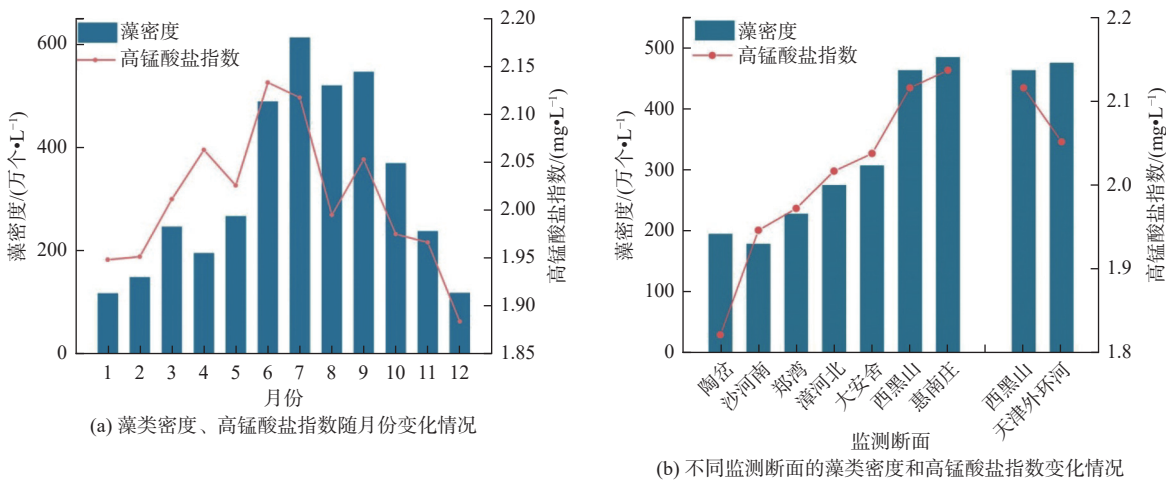 藻密度
高锰酸盐指数
600
400
200
0
藻密度/(万个•L⁻¹)
2.20
2.15
2.10
2.05
2.00
1.95
1.90
1.85
高锰酸盐指数/(mg•L⁻¹)
1 2 3 4 5 6 7 8 9 10 11 12
月份
(a) 藻类密度、高锰酸盐指数随月份变化情况
藻密度
高锰酸盐指数
500
400
300
200
100
0
藻密度/(万个•L⁻¹)
2.2
2.1
2.0
1.9
1.8
高锰酸盐指数/(mg•L⁻¹)
陶岔
沙河南
郑湾
漳河北
大安舍
西黑山
惠南庄
西黑山
天津外环河
监测断面
(b) 不同监测断面的藻类密度和高锰酸盐指数变化情况